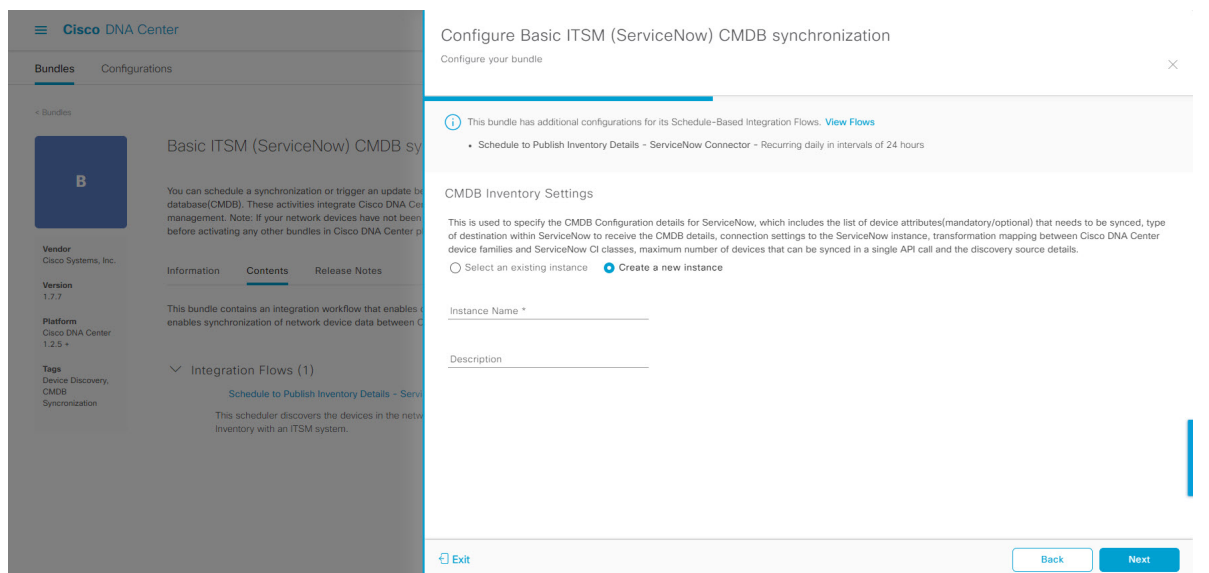 Cisco DNA Center
Bundles Configurations
< Bundles
B
Basic ITSM (ServiceNow) CMDB sy
You can schedule a synchronization or trigger an update be
database(CMDB). These activities integrate Cisco DNA Ce
management. Note: If your network devices have not been
before activating any other bundles in Cisco DNA Center p
Vendor
Cisco Systems, Inc.
Version
1.7.7
Platform
Cisco DNA Center
1.2.5 +
Tags
Device Discovery,
CMDB
Syncronization
Information Contents Release Notes
This bundle contains an integration workflow that enables
enables synchronization of network device data between C
Integration Flows (1)
Schedule to Publish Inventory Details - Servi
This scheduler discovers the devices in the netw
Inventory with an ITSM system.
Configure Basic ITSM (ServiceNow) CMDB synchronization
Configure your bundle
This bundle has additional configurations for its Schedule-Based Integration Flows. View Flows
• Schedule to Publish Inventory Details - ServiceNow Connector - Recurring daily in intervals of 24 hours
CMDB Inventory Settings
This is used to specify the CMDB Configuration details for ServiceNow, which includes the list of device attributes(mandatory/optional) that needs to be synced, type
of destination within ServiceNow to receive the CMDB details, connection settings to the ServiceNow instance, transformation mapping between Cisco DNA Center
device families and ServiceNow CI classes, maximum number of devices that can be synced in a single API call and the discovery source details.
Select an existing instance Create a new instance
Instance Name *
Description
Exit Back Next